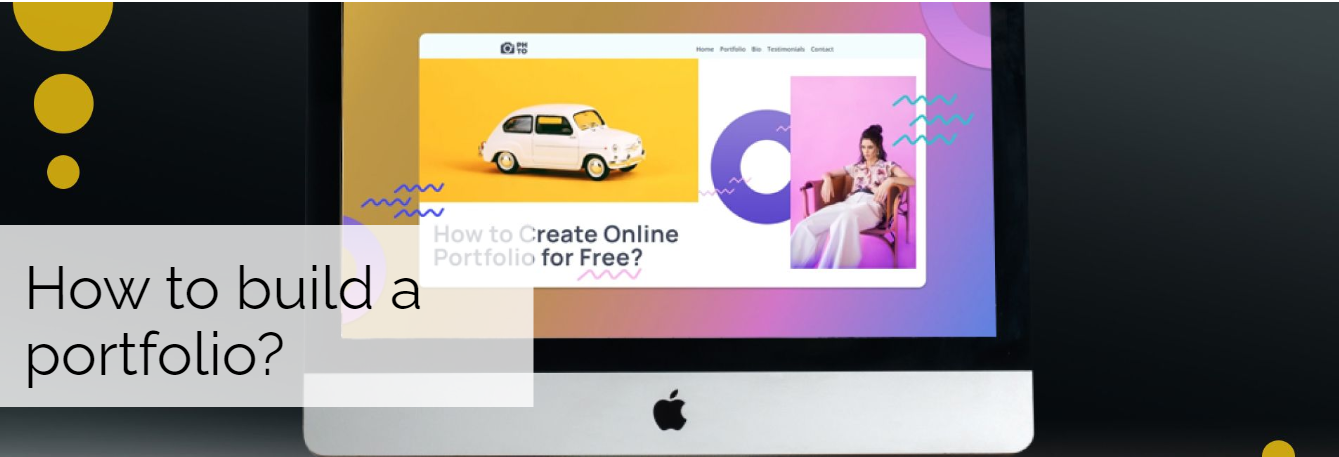 PH
TO
Home Portfolio Bio Testimonials Contact
How to Create Online
Portfolio for Free?
How to build a
portfolio?